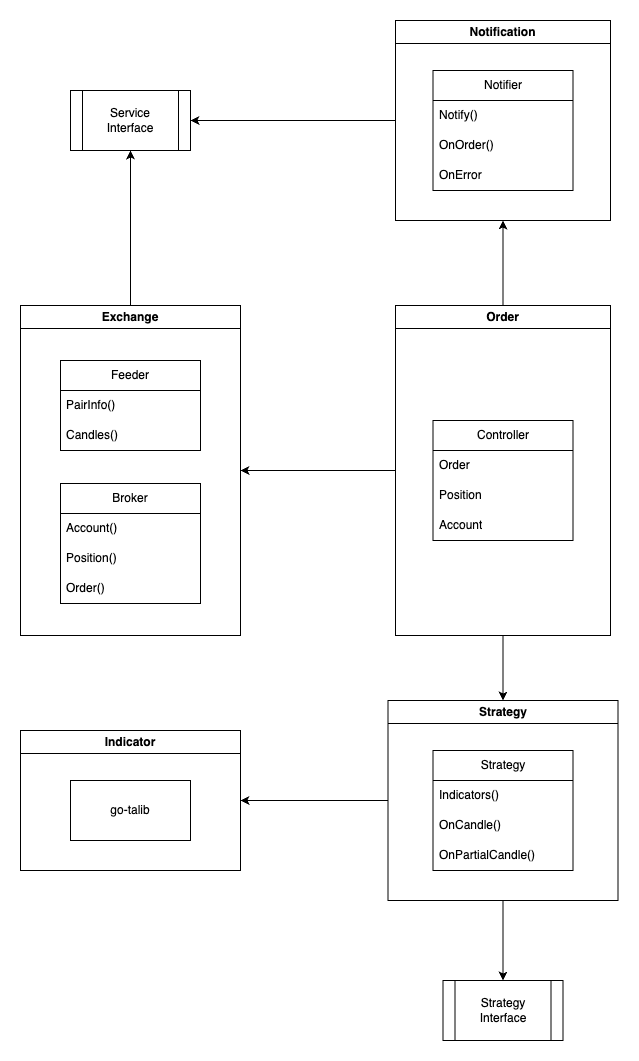 Notification
Notifier
Notify()
OnOrder()
OnError
Service
Interface
Exchange
Feeder
PairInfo()
Candles()
Broker
Account()
Position()
Order()
Order
Controller
Order
Position
Account
Strategy
Strategy
Indicators()
OnCandle()
OnPartialCandle()
Indicator
go-talib
Strategy
Interface